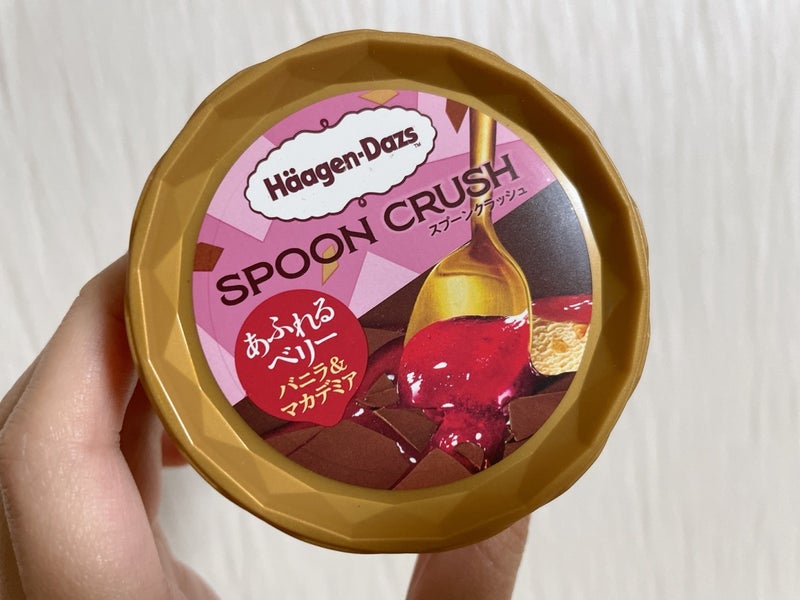 Häagen-Dazs™
SPOON CRUSH
スプーンクラッシュ
あふれる
ベリー
バニラ&
マカデミア